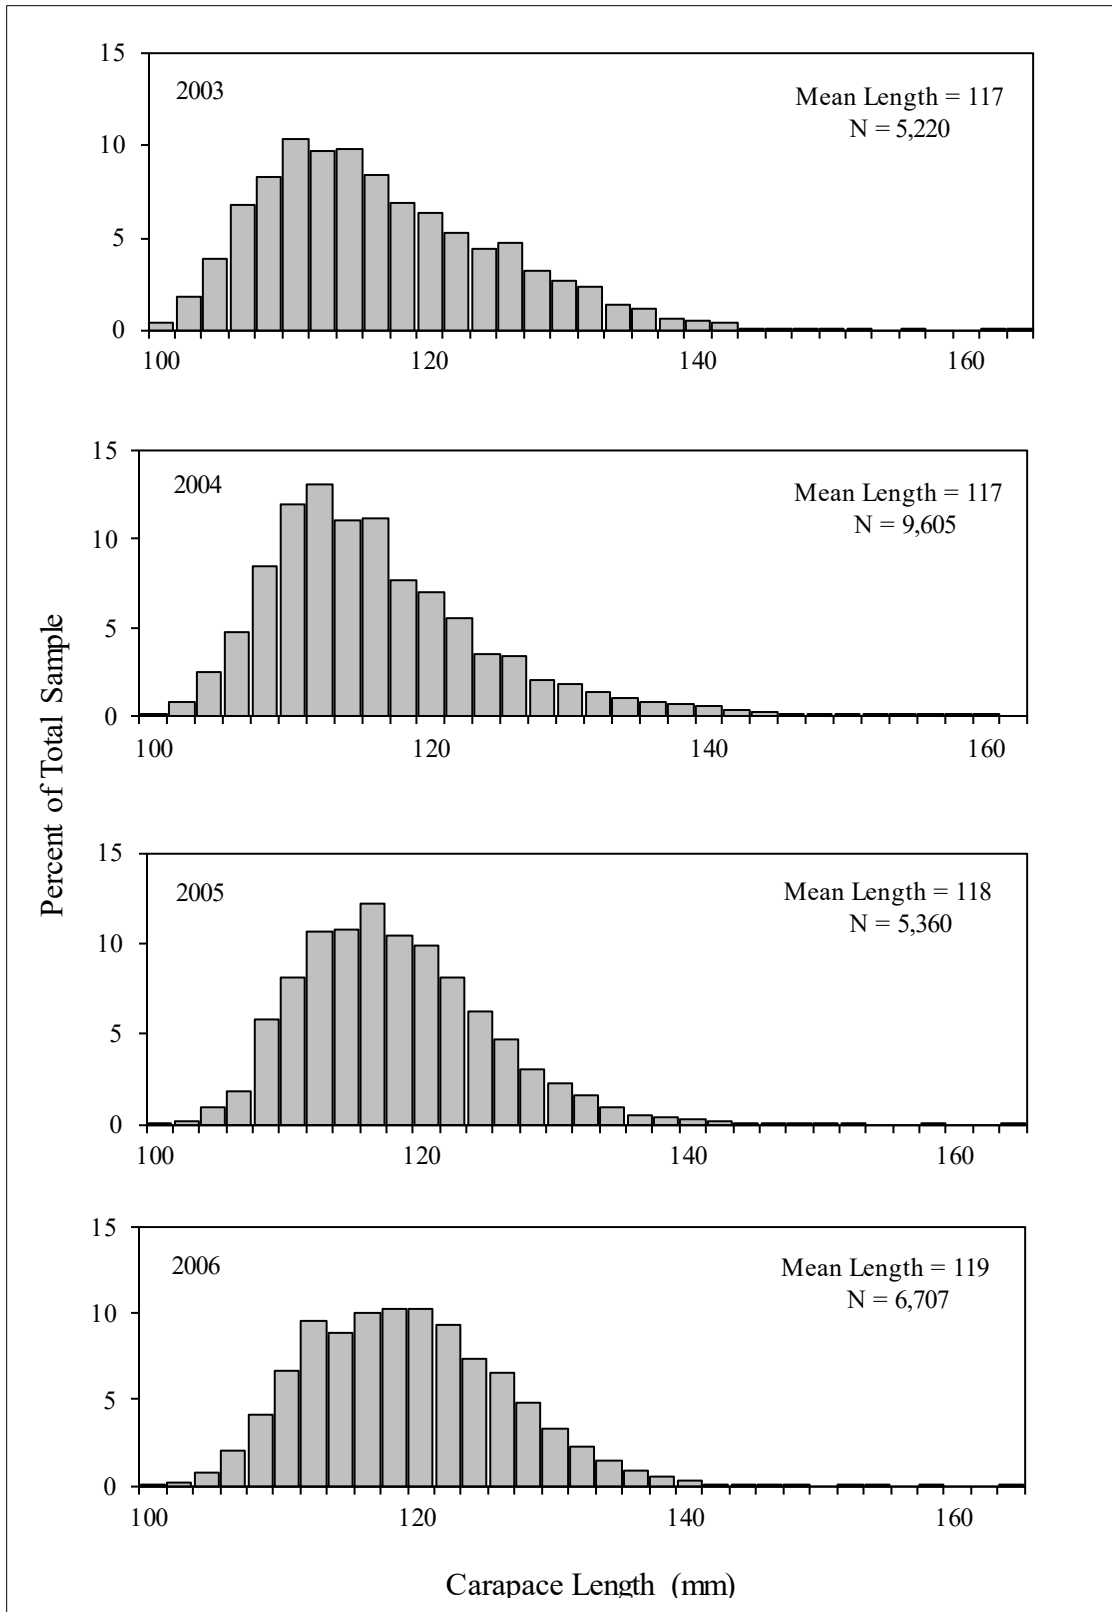 Percent of Total Sample
15
10
5
0
2003
Mean Length = 117
N = 5,220
100 120 140 160
15
10
5
0
2004
Mean Length = 117
N = 9,605
100 120 140 160
15
10
5
0
2005
Mean Length = 118
N = 5,360
100 120 140 160
15
10
5
0
2006
Mean Length = 119
N = 6,707
100 120 140 160
Carapace Length (mm)